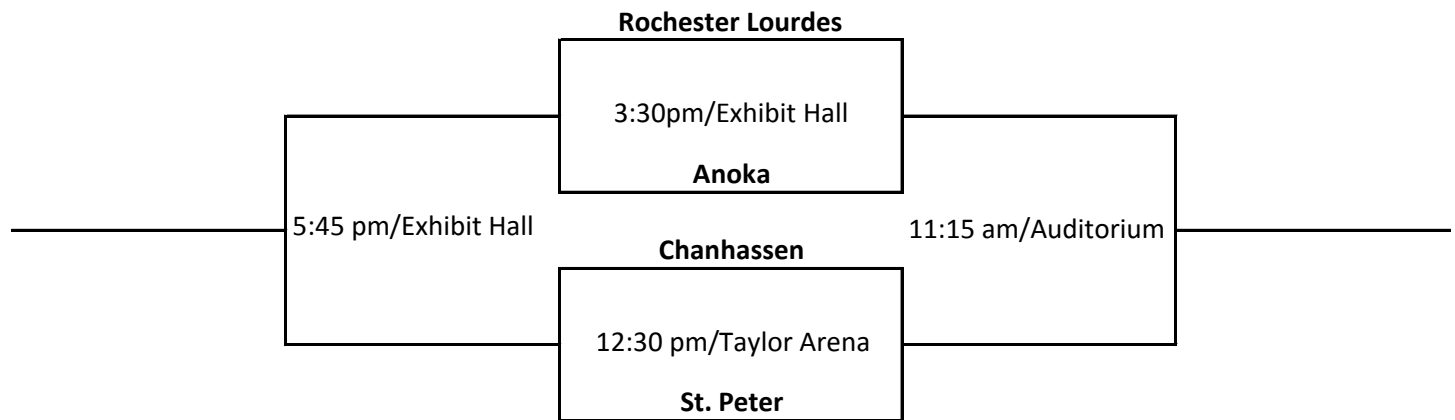 Rochester Lourdes
3:30pm/Exhibit Hall
Anoka
5:45 pm/Exhibit Hall
11:15 am/Auditorium
Chanhassen
12:30 pm/Taylor Arena
St. Peter